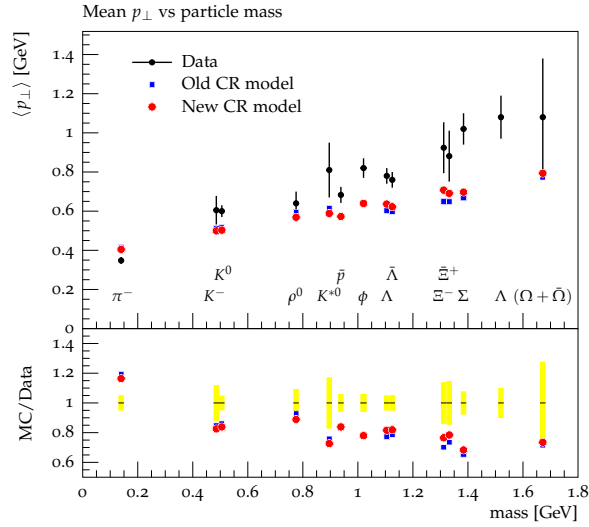 Mean p⊥ vs particle mass
⟨p⊥⟩ [GeV]
1.4
1.2
1
0.8
0.6
0.4
0.2
0
Data
Old CR model
New CR model
K⁰ p̄ Λ̄ Ξ̄⁺
π⁻ K⁻ ρ⁰ K*⁰ ϕ Λ Ξ⁻ Σ Λ (Ω + Ω̄)
MC/Data
1.4
1.2
1
0.8
0.6
0 0.2 0.4 0.6 0.8 1 1.2 1.4 1.6 1.8
mass [GeV]